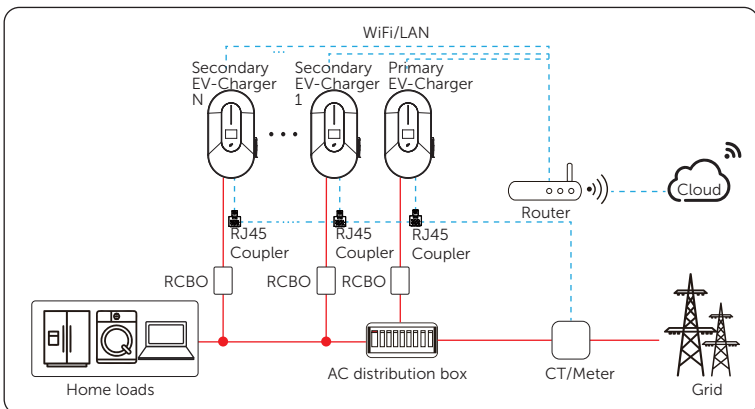 WiFi/LAN
...
Secondary
EV-Charger
N
Secondary
EV-Charger
1
Primary
EV-Charger
Cloud
Router
RJ45
Coupler
RJ45
Coupler
RJ45
Coupler
RCBO
RCBO
RCBO
Home loads
AC distribution box
CT/Meter
Grid